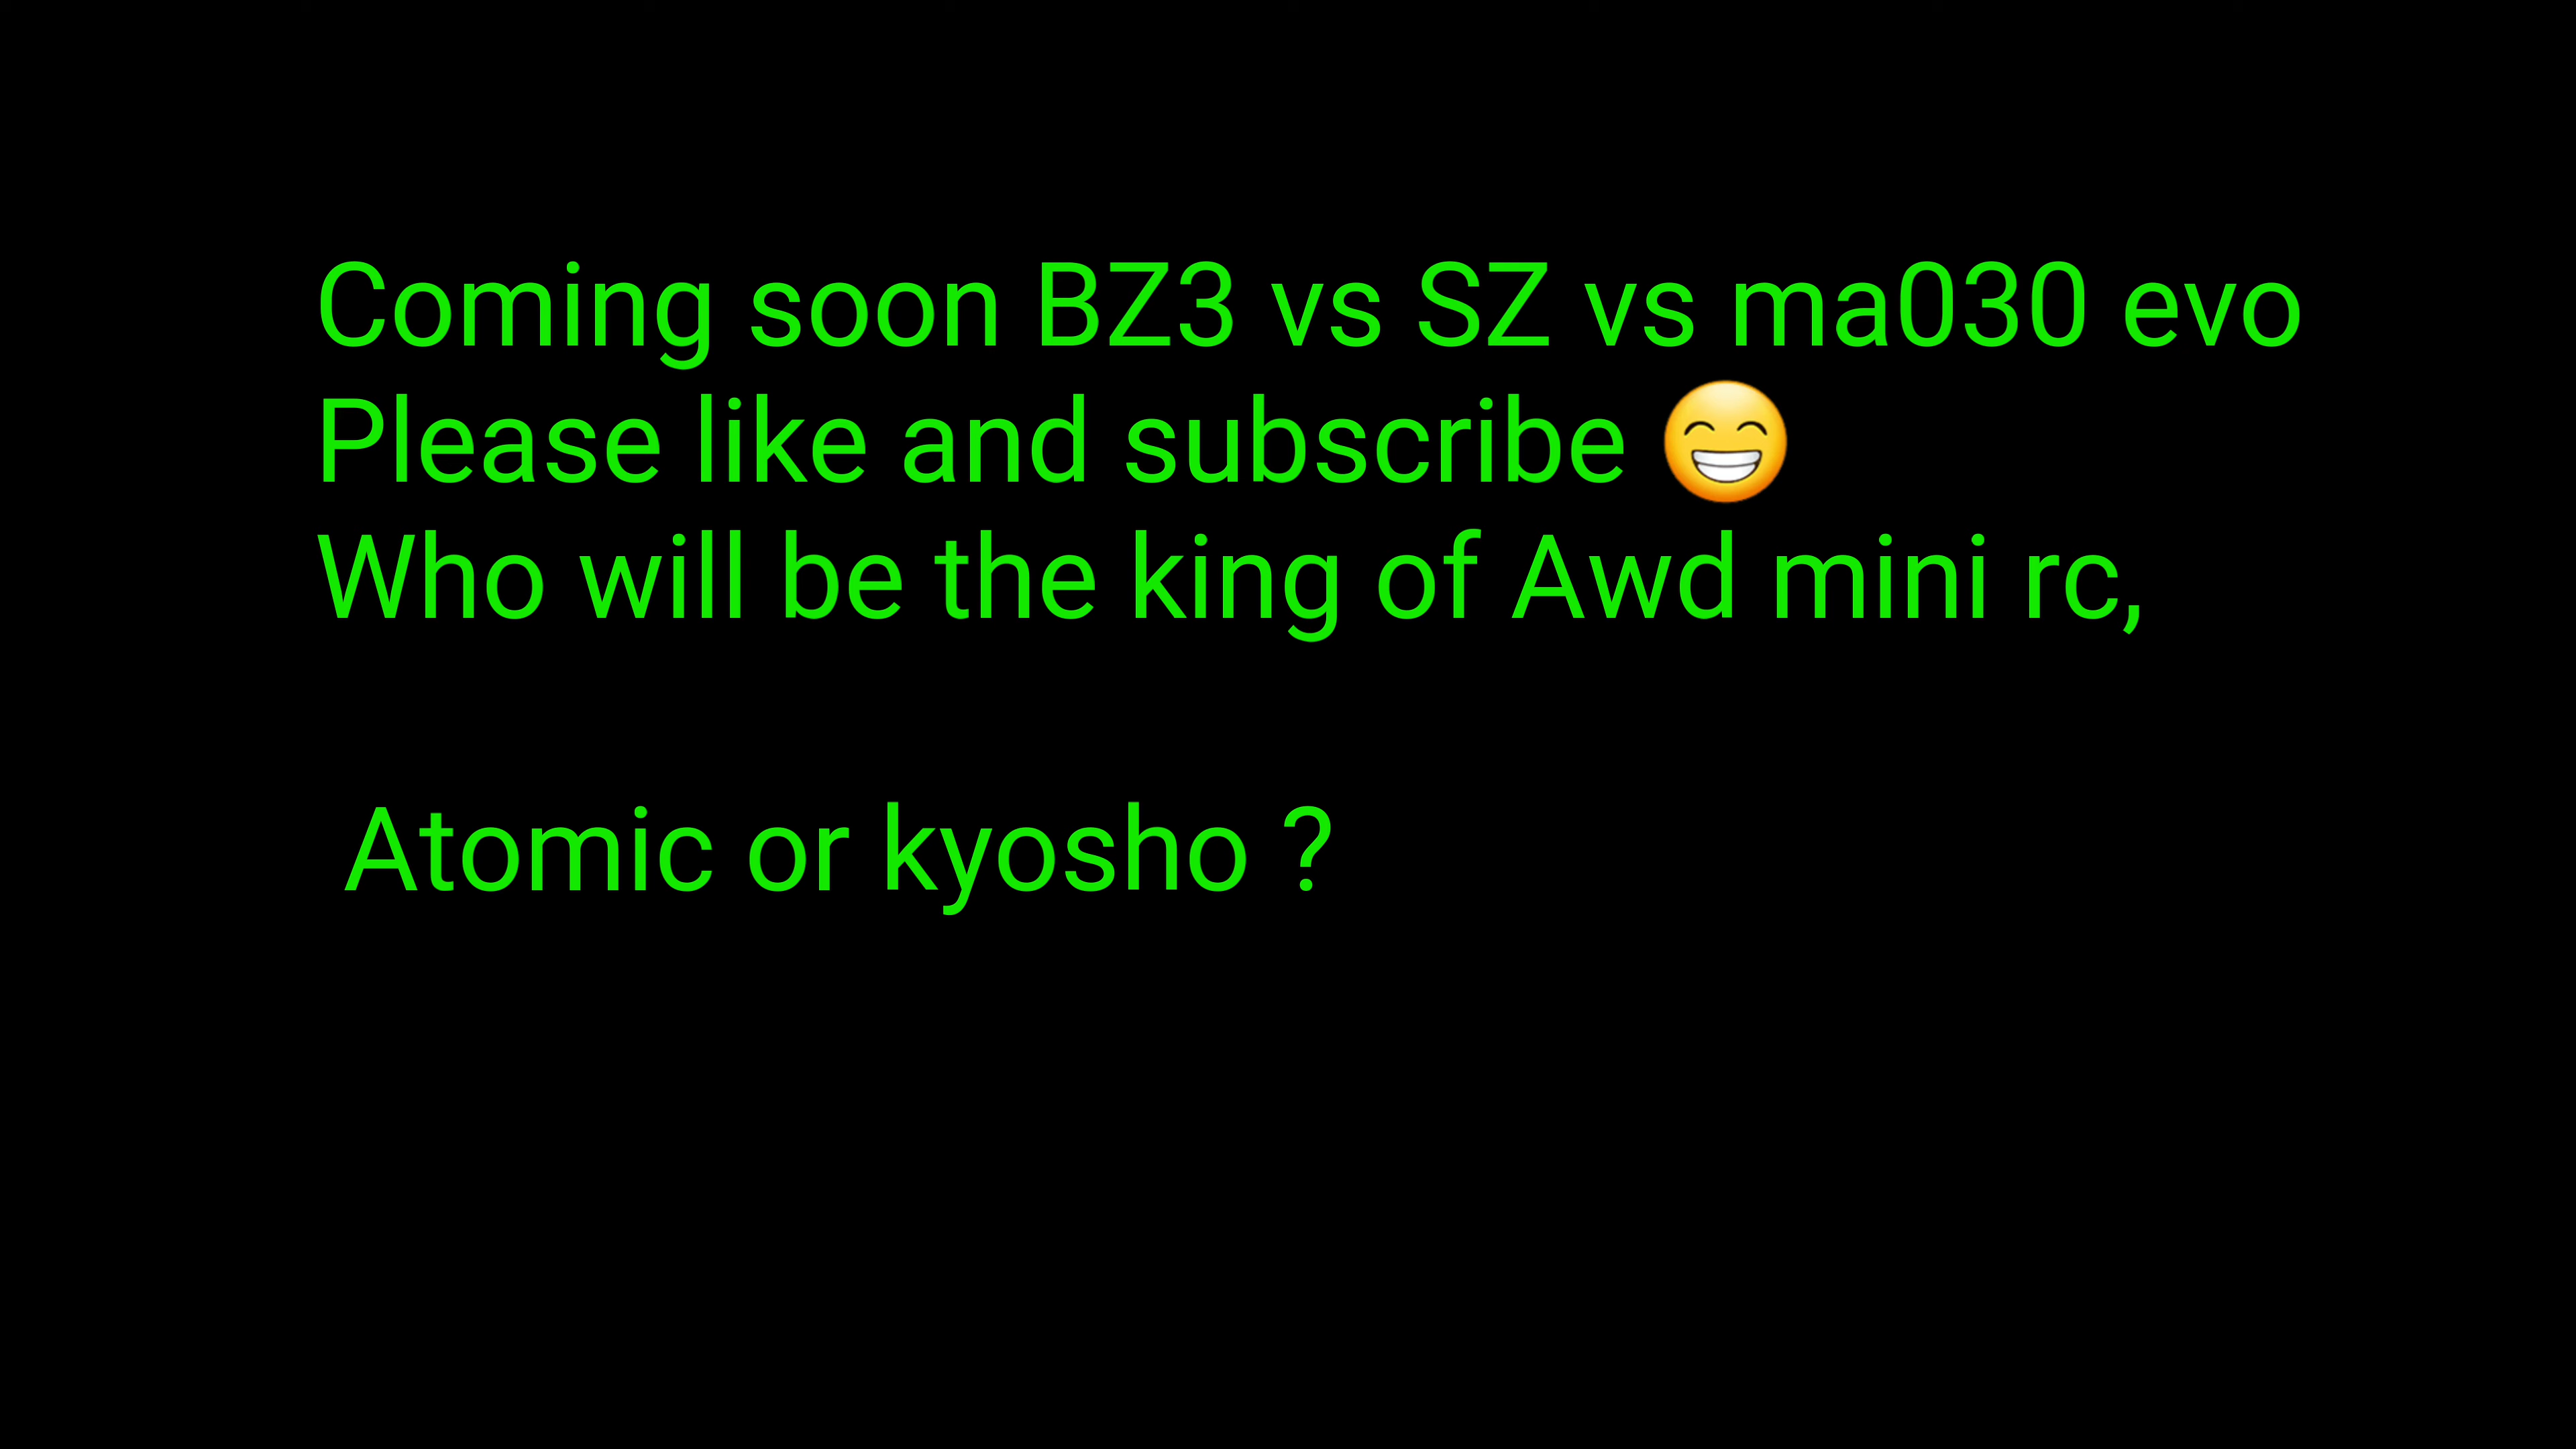 Coming soon BZ3 vs SZ vs ma030 evo
Please like and subscribe 😁
Who will be the king of Awd mini rc,
Atomic or kyosho ?